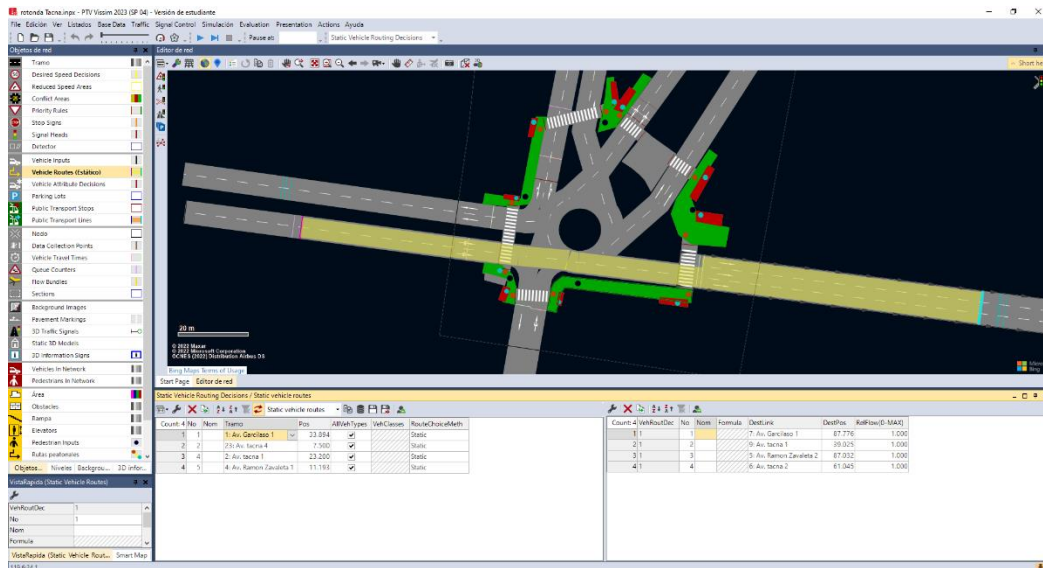 rotonda Tacna.inpx - PTV Vissim 2023 (SP 04) - Versión de estudiante
File Edición Ver Listados Base Data Traffic Signal Control Simulación Evaluation Presentation Actions Ayuda
Pause at: Static Vehicle Routing Decisions
Objetos de red
Tramo
Desired Speed Decisions
Reduced Speed Areas
Conflict Areas
Priority Rules
Stop Signs
Signal Heads
Detector
Vehicle Inputs
Vehicle Routes (Estático)
Vehicle Attribute Decisions
Parking Lots
Public Transport Stops
Public Transport Lines
Nodo
Data Collection Points
Vehicle Travel Times
Queue Counters
Flow Bundles
Sections
Background Images
Pavement Markings
3D Traffic Signals
Static 3D Models
3D Information Signs
Vehicles In Network
Pedestrians In Network
Área
Obstacles
Rampa
Elevators
Pedestrian Inputs
Rutas peatonales
Objetos... Niveles Backgrou... 3D infor...
VistaRapida (Static Vehicle Routes)
VehRoutDec 1
No 1
Nom
Formula
VistaRapida (Static Vehicle Rout... Smart Map
Editor de red
Short he
20 m
© 2022 Maxar
© 2022 Microsoft Corporation
©CNES (2022) Distribution Airbus DS
Bing Maps Terms of Usage
Start Page Editor de red
Static Vehicle Routing Decisions / Static vehicle routes
Static vehicle routes
Count: 4 No Nom Tramo Pos AllVehTypes VehClasses RouteChoiceMeth
1 1 1: Av. Garcilaso 1 33.894 Static
2 2 23: Av. tacna 4 7.500 Static
3 4 2: Av. tacna 1 23.200 Static
4 5 4: Av. Ramon Zavaleta 1 11.193 Static
Count: 4 VehRoutDec No Nom Formula DestLink DestPos RelFlow(0-MAX)
1 1 1 7: Av. Garcilaso 1 87.776 1.000
2 1 2 9: Av. tacna 1 39.025 1.000
3 1 3 5: Av. Ramon Zavaleta 2 87.032 1.000
4 1 4 6: Av. tacna 2 61.045 1.000